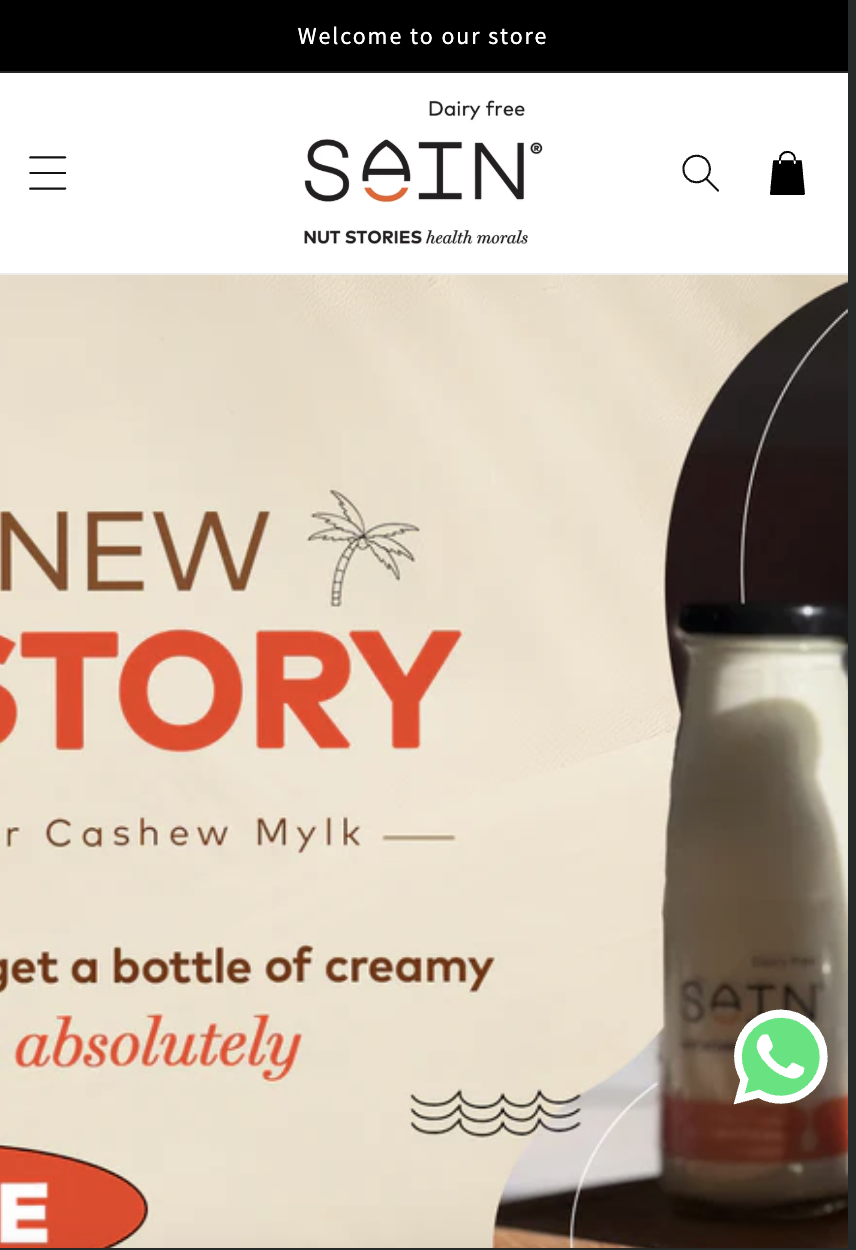 Welcome to our store
Dairy free
SAIN®
NUT STORIES health morals
NEW
STORY
r Cashew Mylk
get a bottle of creamy
absolutely
Dairy free
SAIN
E